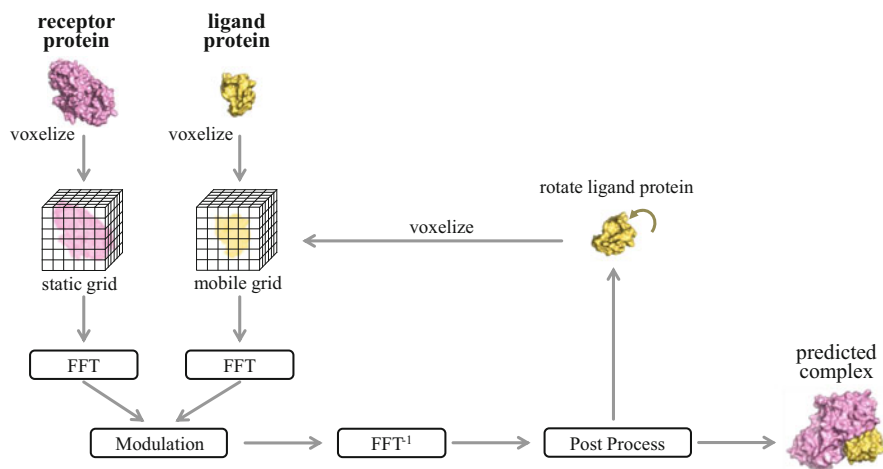 receptor
protein
ligand
protein
voxelize
voxelize
rotate ligand protein
voxelize
static grid
mobile grid
FFT
FFT
predicted
complex
Modulation
FFT-1
Post Process